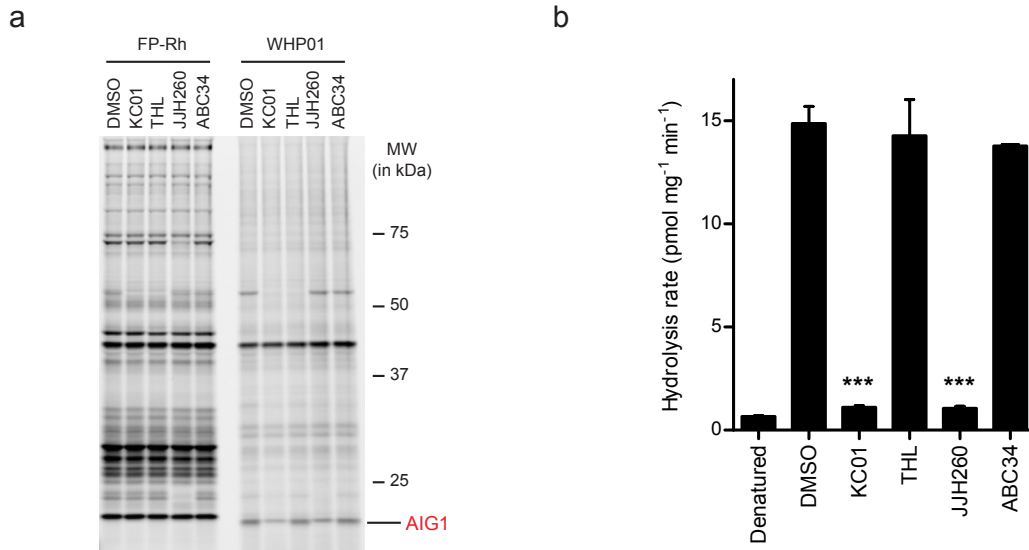 a
FP-Rh
WHP01
DMSO
KC01
THL
JJH260
ABC34
DMSO
KC01
THL
JJH260
ABC34
MW
(in kDa)
75
50
37
25
AIG1
b
Hydrolysis rate (pmol mg⁻¹ min⁻¹)
15
10
5
0
***
***
Denatured
DMSO
KC01
THL
JJH260
ABC34